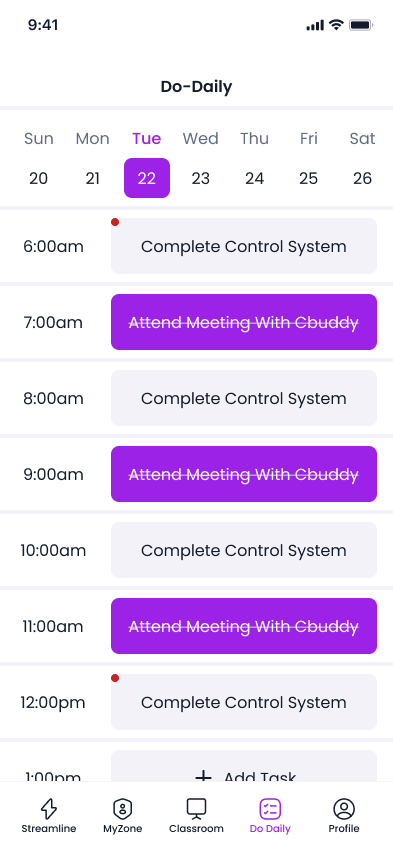 9:41
Do-Daily
Sun Mon Tue Wed Thu Fri Sat
20 21 22 23 24 25 26
6:00am Complete Control System
7:00am Attend Meeting With Cbuddy
8:00am Complete Control System
9:00am Attend Meeting With Cbuddy
10:00am Complete Control System
11:00am Attend Meeting With Cbuddy
12:00pm Complete Control System
1:00pm Add Task
Streamline MyZone Classroom Do Daily Profile